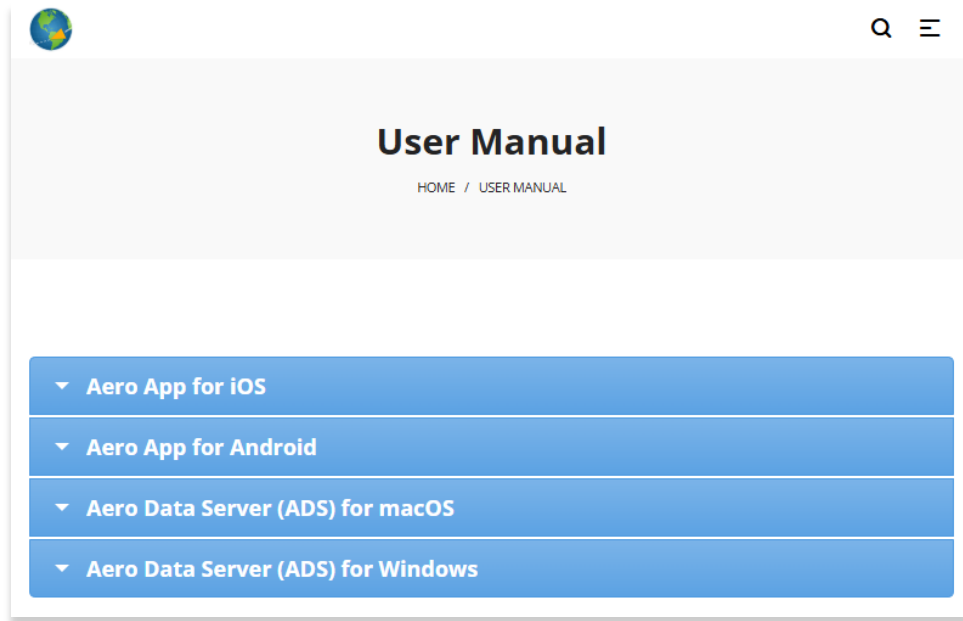 User Manual
HOME / USER MANUAL
Aero App for iOS
Aero App for Android
Aero Data Server (ADS) for macOS
Aero Data Server (ADS) for Windows